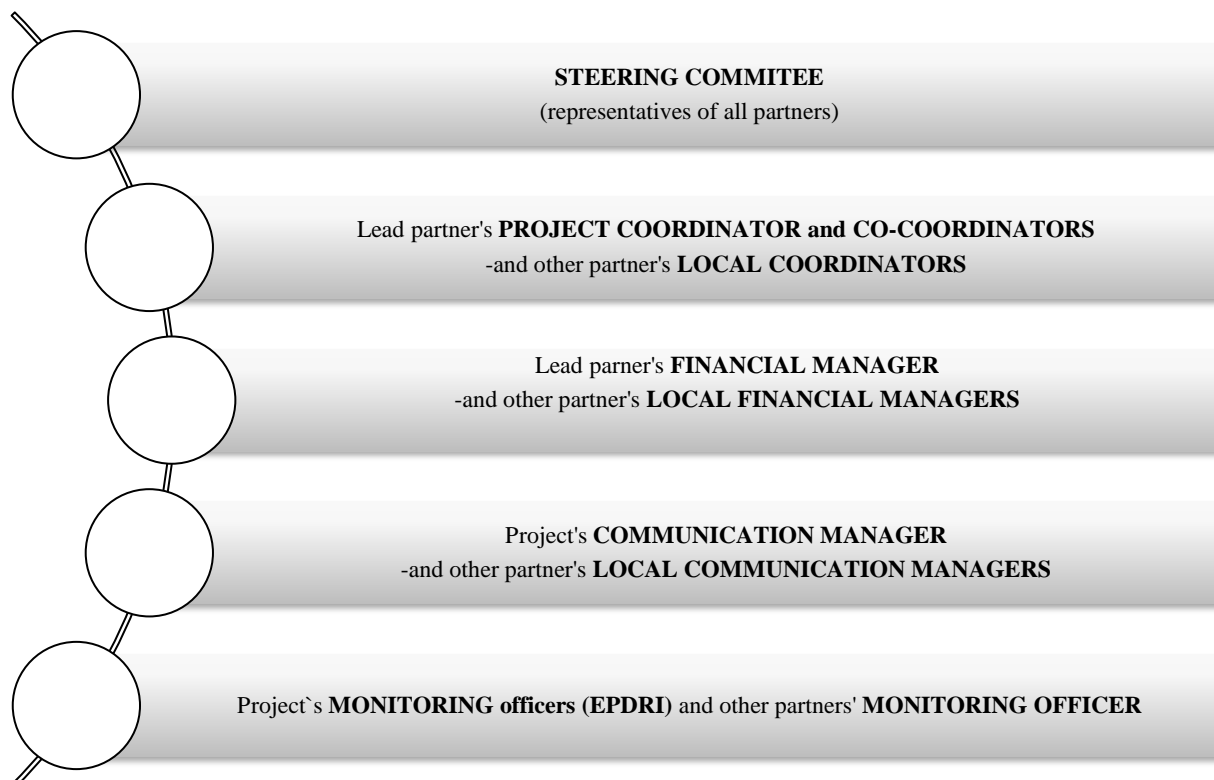 STEERING COMMITEE
(representatives of all partners)
Lead partner's PROJECT COORDINATOR and CO-COORDINATORS
-and other partner's LOCAL COORDINATORS
Lead parner's FINANCIAL MANAGER
-and other partner's LOCAL FINANCIAL MANAGERS
Project's COMMUNICATION MANAGER
-and other partner's LOCAL COMMUNICATION MANAGERS
Project`s MONITORING officers (EPDRI) and other partners' MONITORING OFFICER